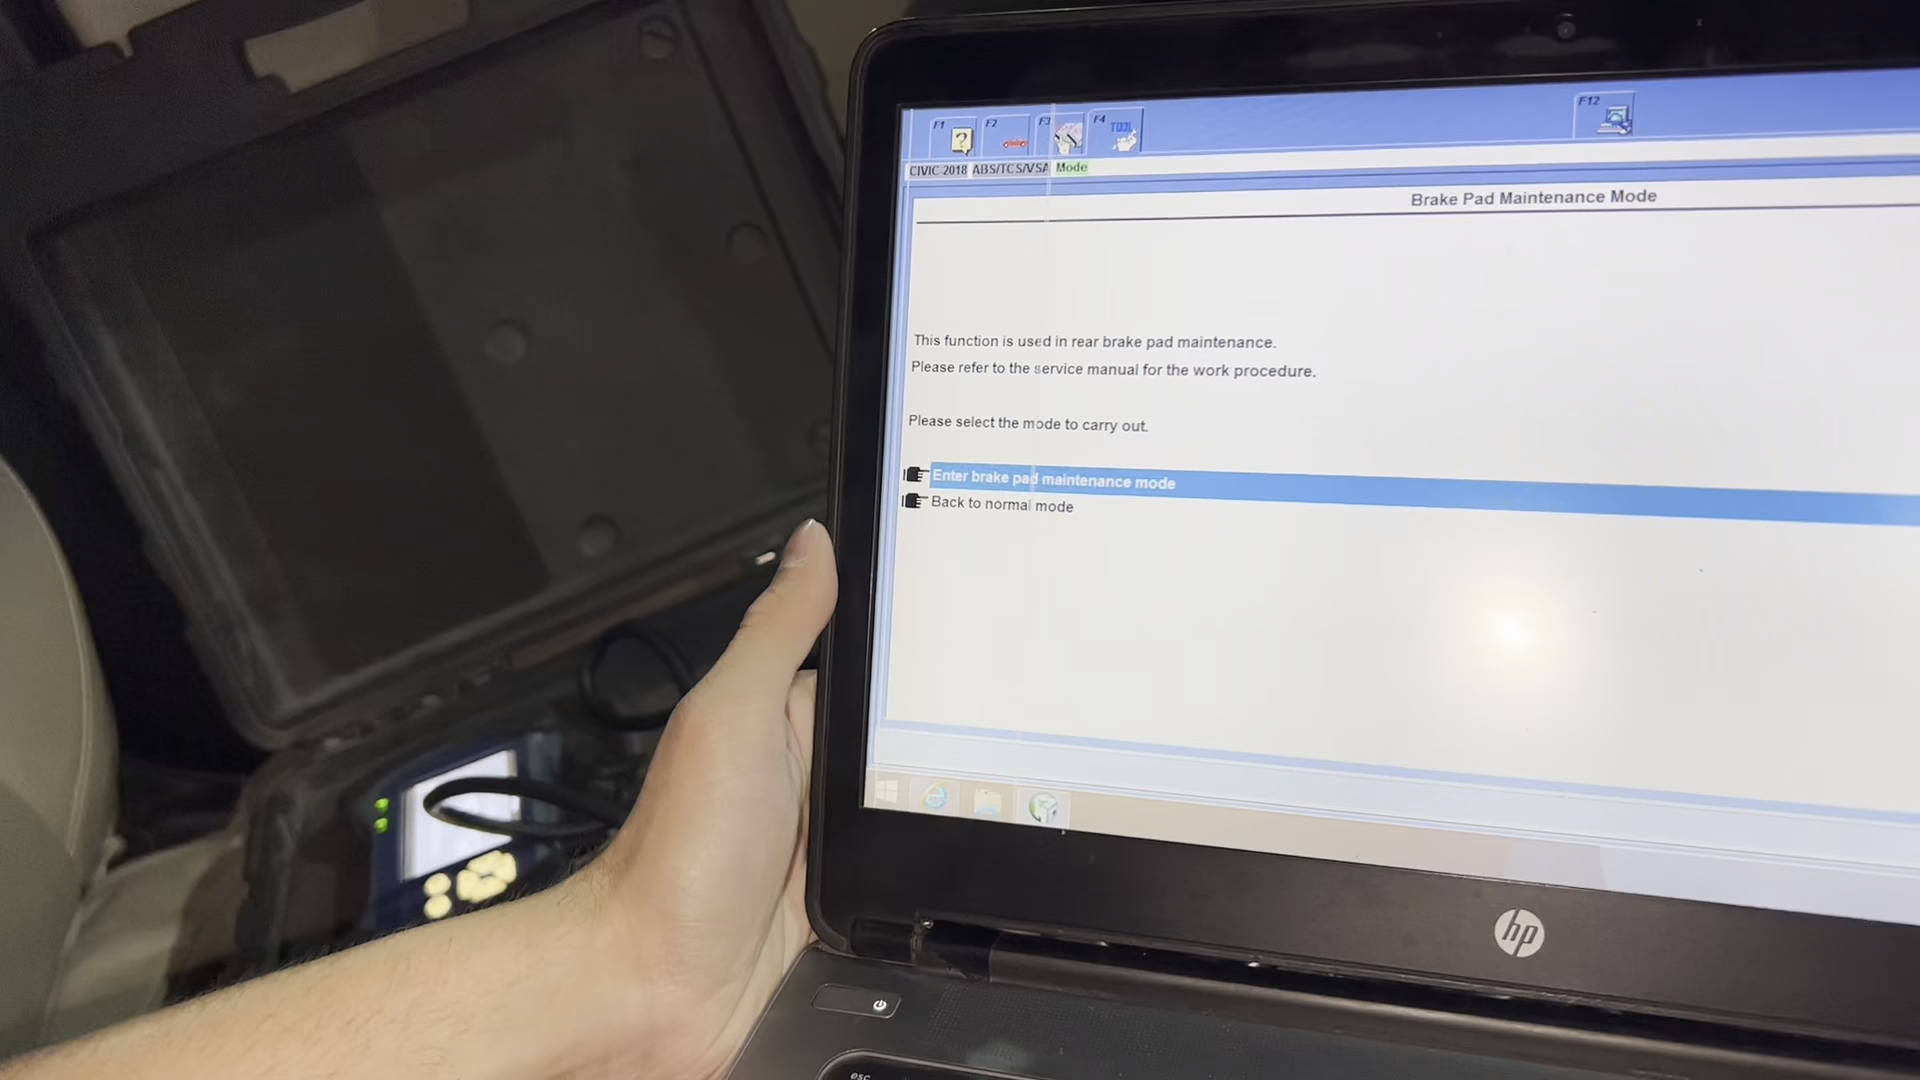 F1
F2
F3
F4
TOOL
F12
CIVIC 2018 ABS/TCS/VSA Mode
Brake Pad Maintenance Mode
This function is used in rear brake pad maintenance.
Please refer to the service manual for the work procedure.
Please select the mode to carry out.
Enter brake pad maintenance mode
Back to normal mode
hp
esc